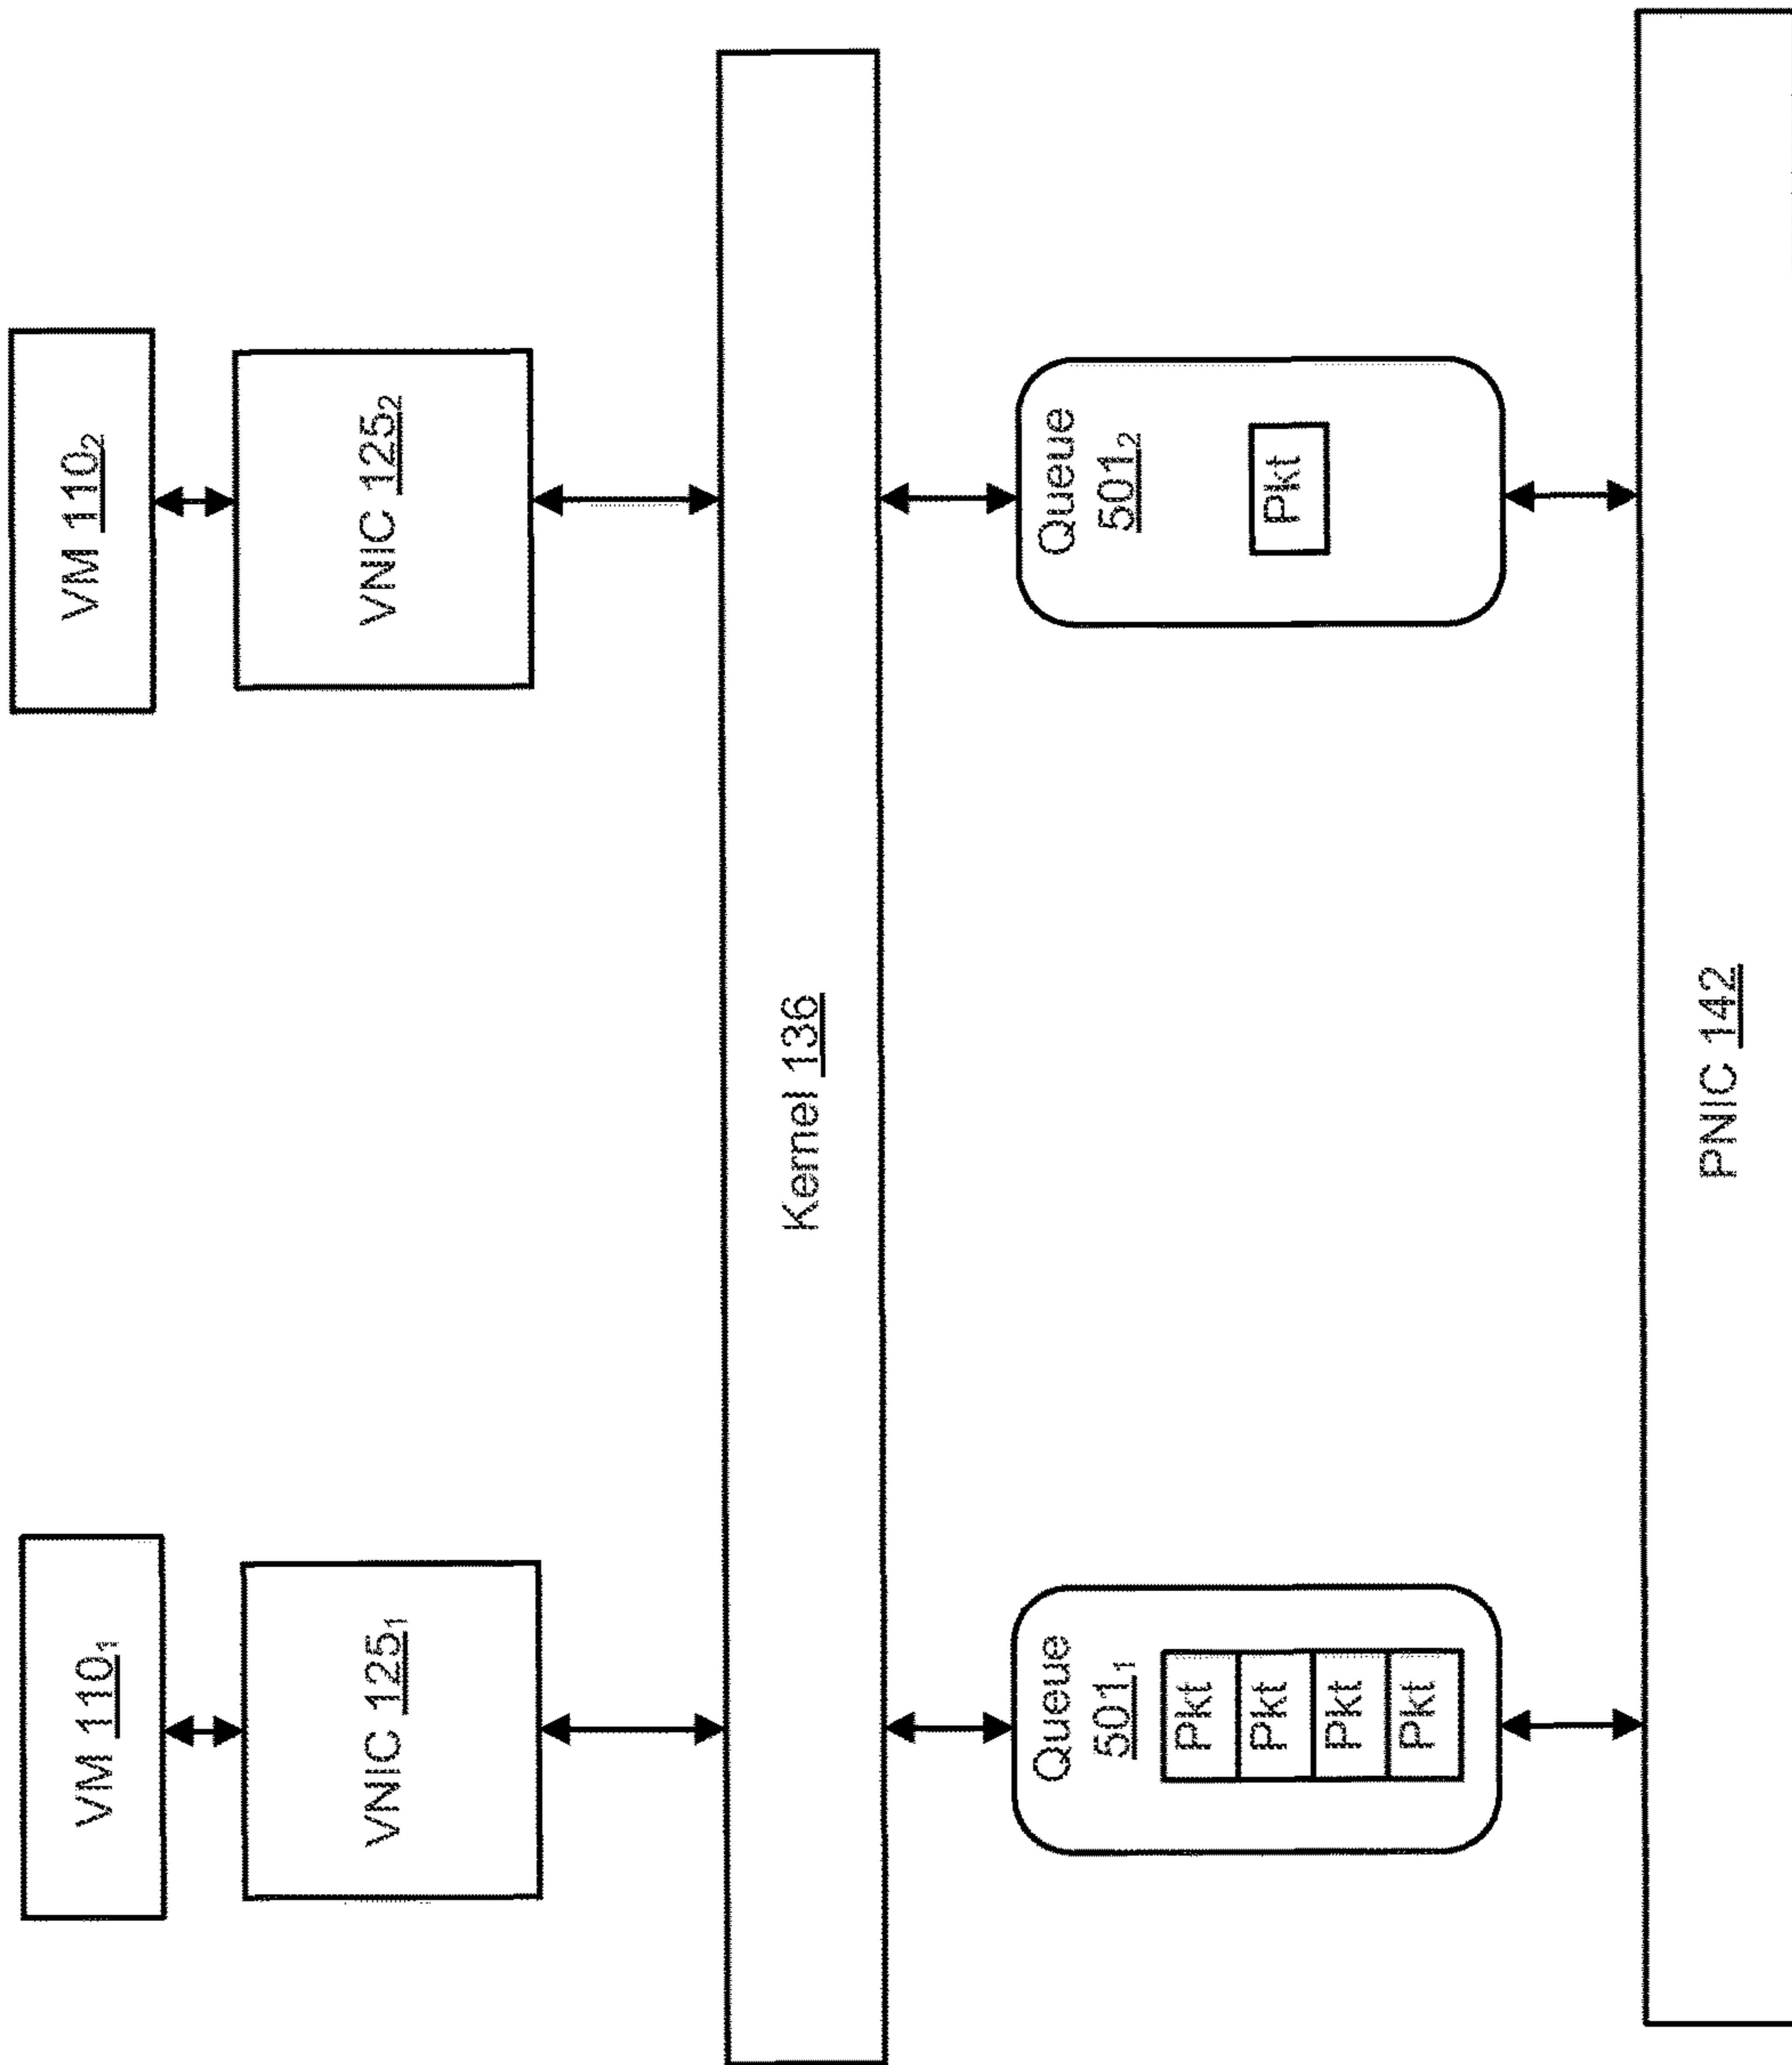 VM 110₁
VM 110₂
VNIC 125₁
VNIC 125₂
Kernel 136
Queue
501₁
Pkt
Pkt
Pkt
Pkt
Queue
501₂
Pkt
PNIC 142